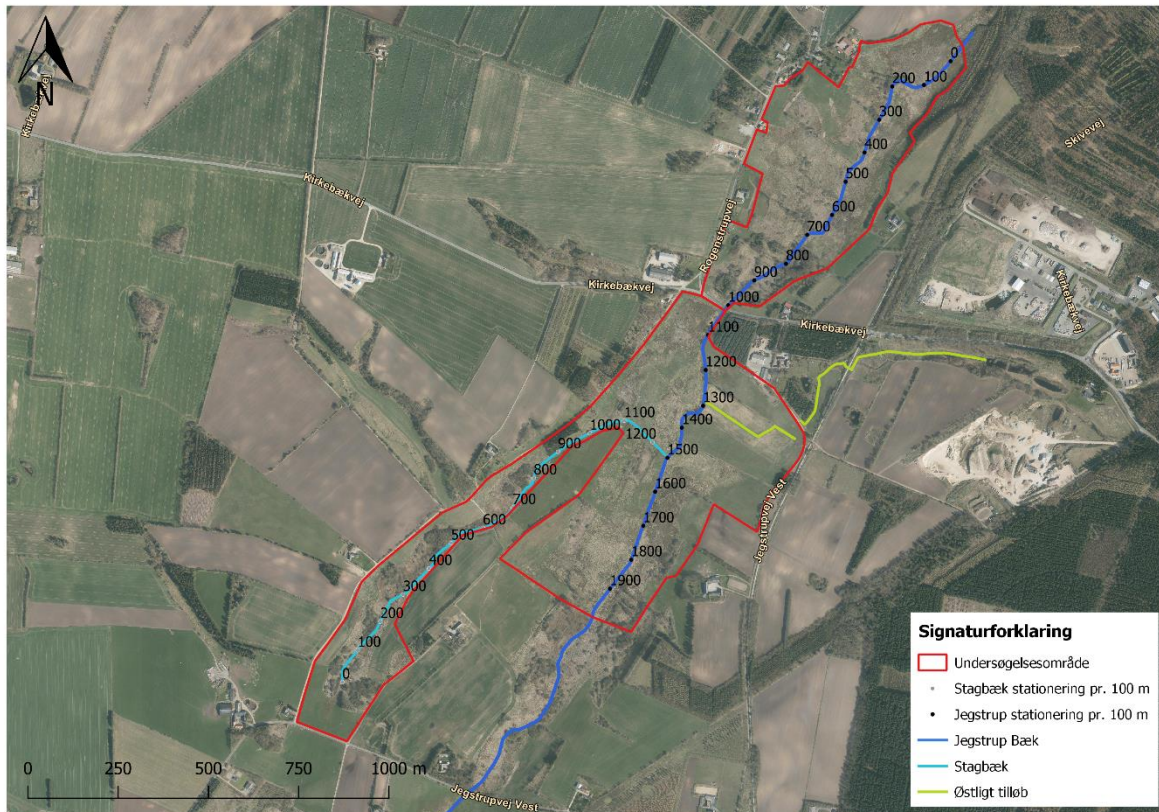 N
Kirkebækvej
Kirkebækvej
Kirkebækvej
Rogenstrupvej
Skivevej
Kirkebækvej
Kirkebækvej
Jegstrupvej Vest
Jegstrupvej Vest
0
100
200
300
400
500
600
700
800
900
1000
1100
1200
1300
1400
1500
1600
1700
1800
1900
1100
1000
1200
900
800
700
600
500
400
300
200
100
0
0 250 500 750 1000 m
Signaturforklaring
Undersøgelsesområde
Stagbæk stationering pr. 100 m
Jegstrup stationering pr. 100 m
Jegstrup Bæk
Stagbæk
Østligt tilløb